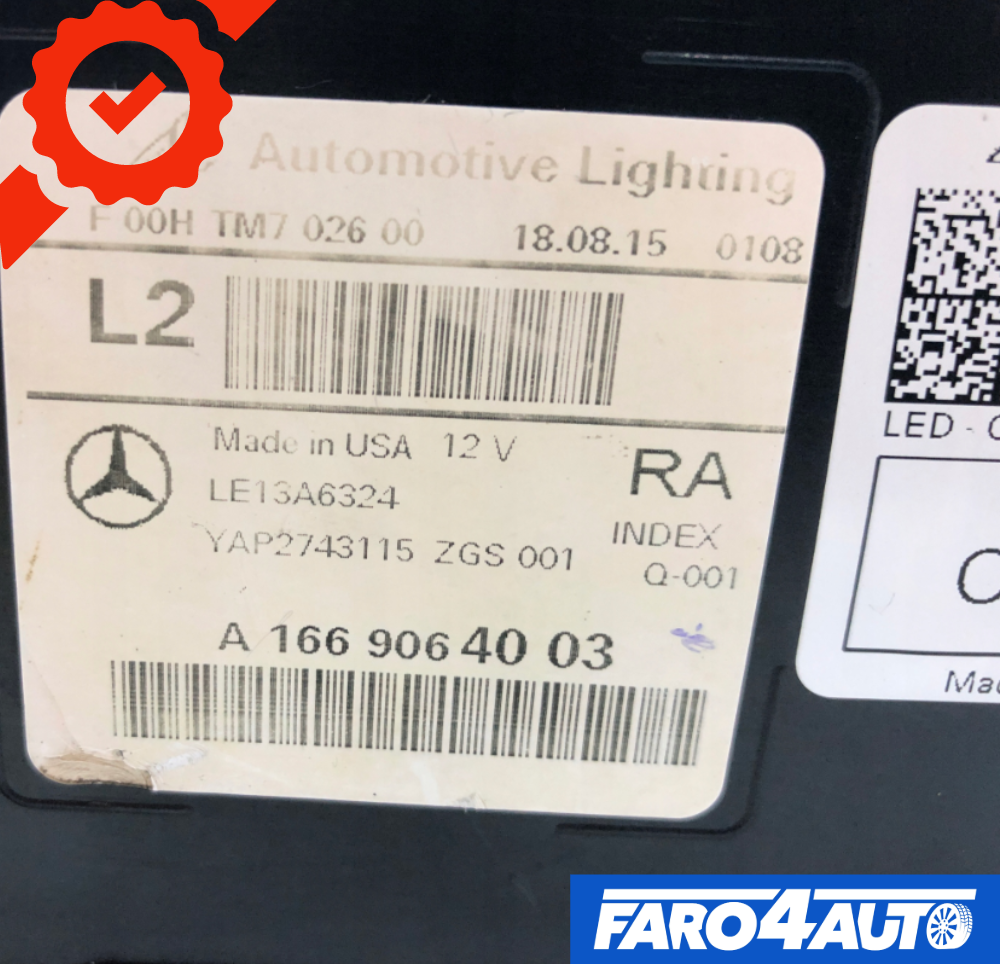 Automotive Lighting
F 00H TM7 026 00 18.08.15 0108
L2
Made in USA 12 V
RA
LE13A6324
INDEX
YAP2743115 ZGS 001
Q-001
A 166 906 40 03
LED -
FARO4AUTO